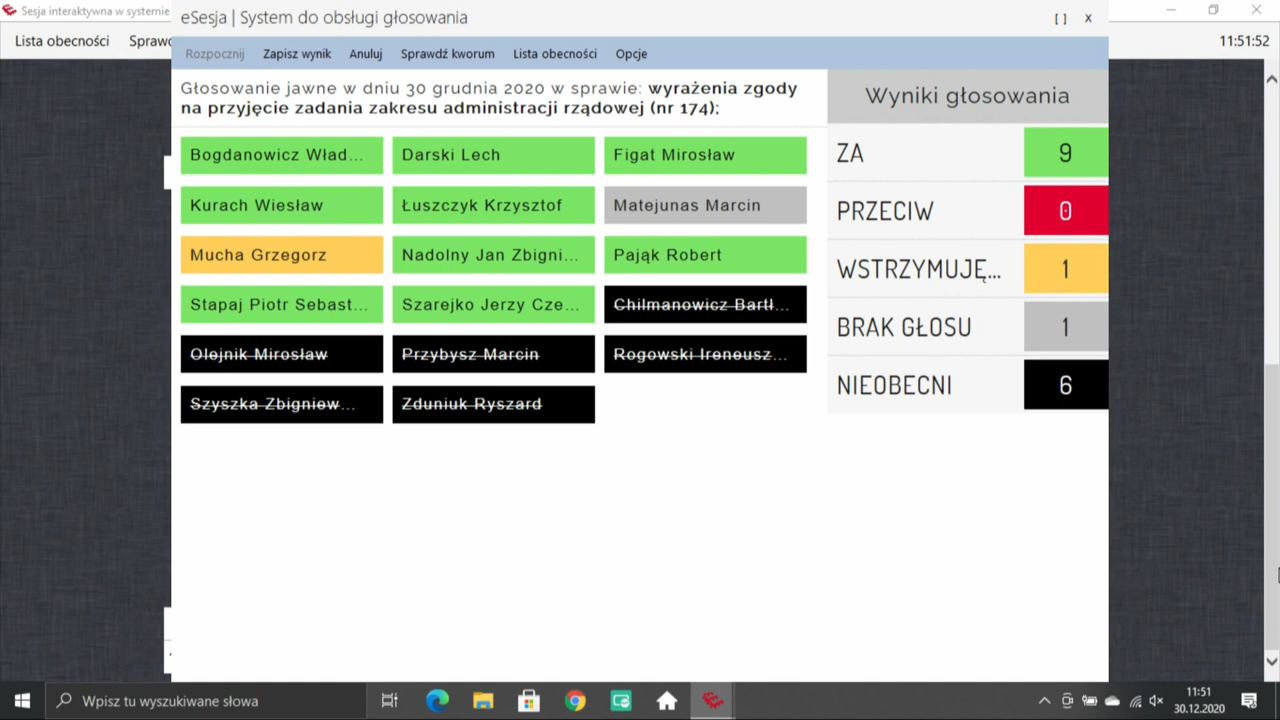 Sesja interaktywna w systemie
eSesja | System do obsługi głosowania
[ ] X
Lista obecności
11:51:52
Rozpocznij Zapisz wynik Anuluj Sprawdź kworum Lista obecności Opcje
Głosowanie jawne w dniu 30 grudnia 2020 w sprawie: wyrażenia zgody
na przyjęcie zadania zakresu administracji rządowej (nr 174);
Bogdanowicz Wład... Darski Lech Figat Mirosław
Kurach Wiesław Łuszczyk Krzysztof Matejunas Marcin
Mucha Grzegorz Nadolny Jan Zbigni... Pająk Robert
Stapaj Piotr Sebast... Szarejko Jerzy Cze... Chilmanowicz Bartł...
Olejnik Mirosław Przybysz Marcin Rogowski Ireneusz...
Szyszka Zbigniew... Zduniuk Ryszard
Wyniki głosowania
ZA 9
PRZECIW 0
WSTRZYMUJĘ... 1
BRAK GŁOSU 1
NIEOBECNI 6
Wpisz tu wyszukiwane słowa
11:51
30.12.2020